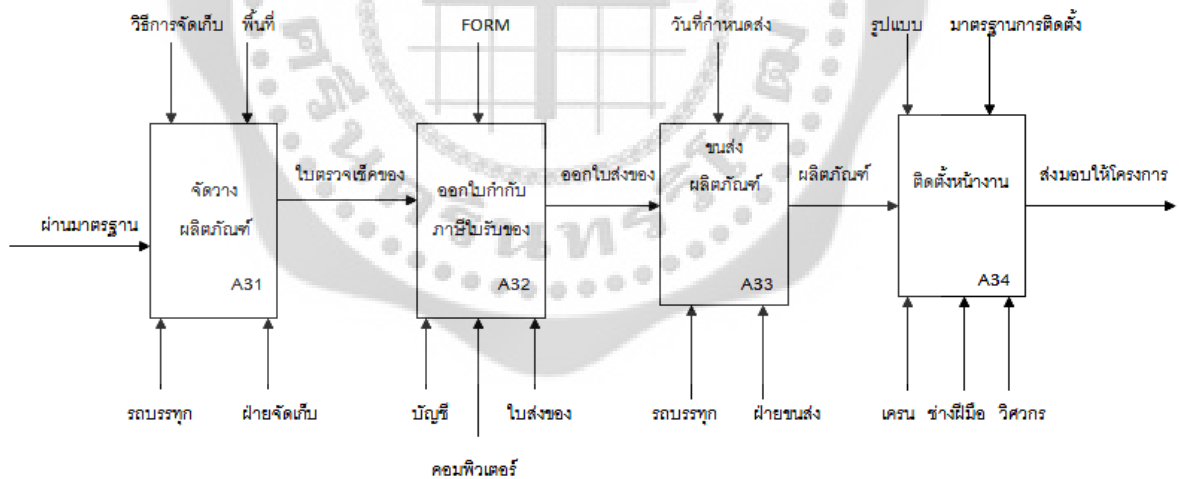 วิธีการจัดเก็บ พื้นที่ FORM วันที่กำหนดส่ง รูปแบบ มาตรฐานการติดตั้ง
ผ่านมาตรฐาน
จัดวาง
ผลิตภัณฑ์
A31
ใบตรวจเช็คของ
ออกใบกำกับ
ภาษีใบรับของ
A32
ออกใบส่งของ
ขนส่ง
ผลิตภัณฑ์
A33
ผลิตภัณฑ์
ติดตั้งหน้างาน
A34
ส่งมอบให้โครงการ
รถบรรทุก ฝ่ายจัดเก็บ บัญชี ใบส่งของ รถบรรทุก ฝ่ายขนส่ง เครน ช่างฝีมือ วิศวกร
คอมพิวเตอร์